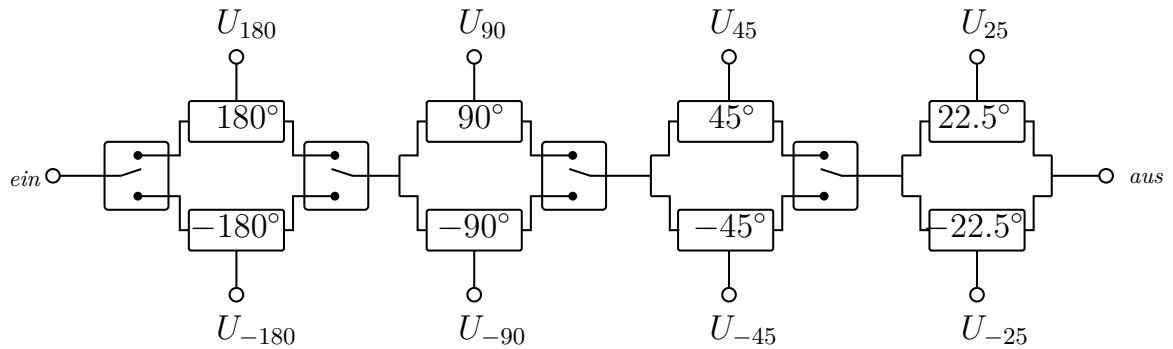 U₁₈₀ U₉₀ U₄₅ U₂₅
180° 90° 45° 22.5°
ein aus
−180° −90° −45° −22.5°
U₋₁₈₀ U₋₉₀ U₋₄₅ U₋₂₅